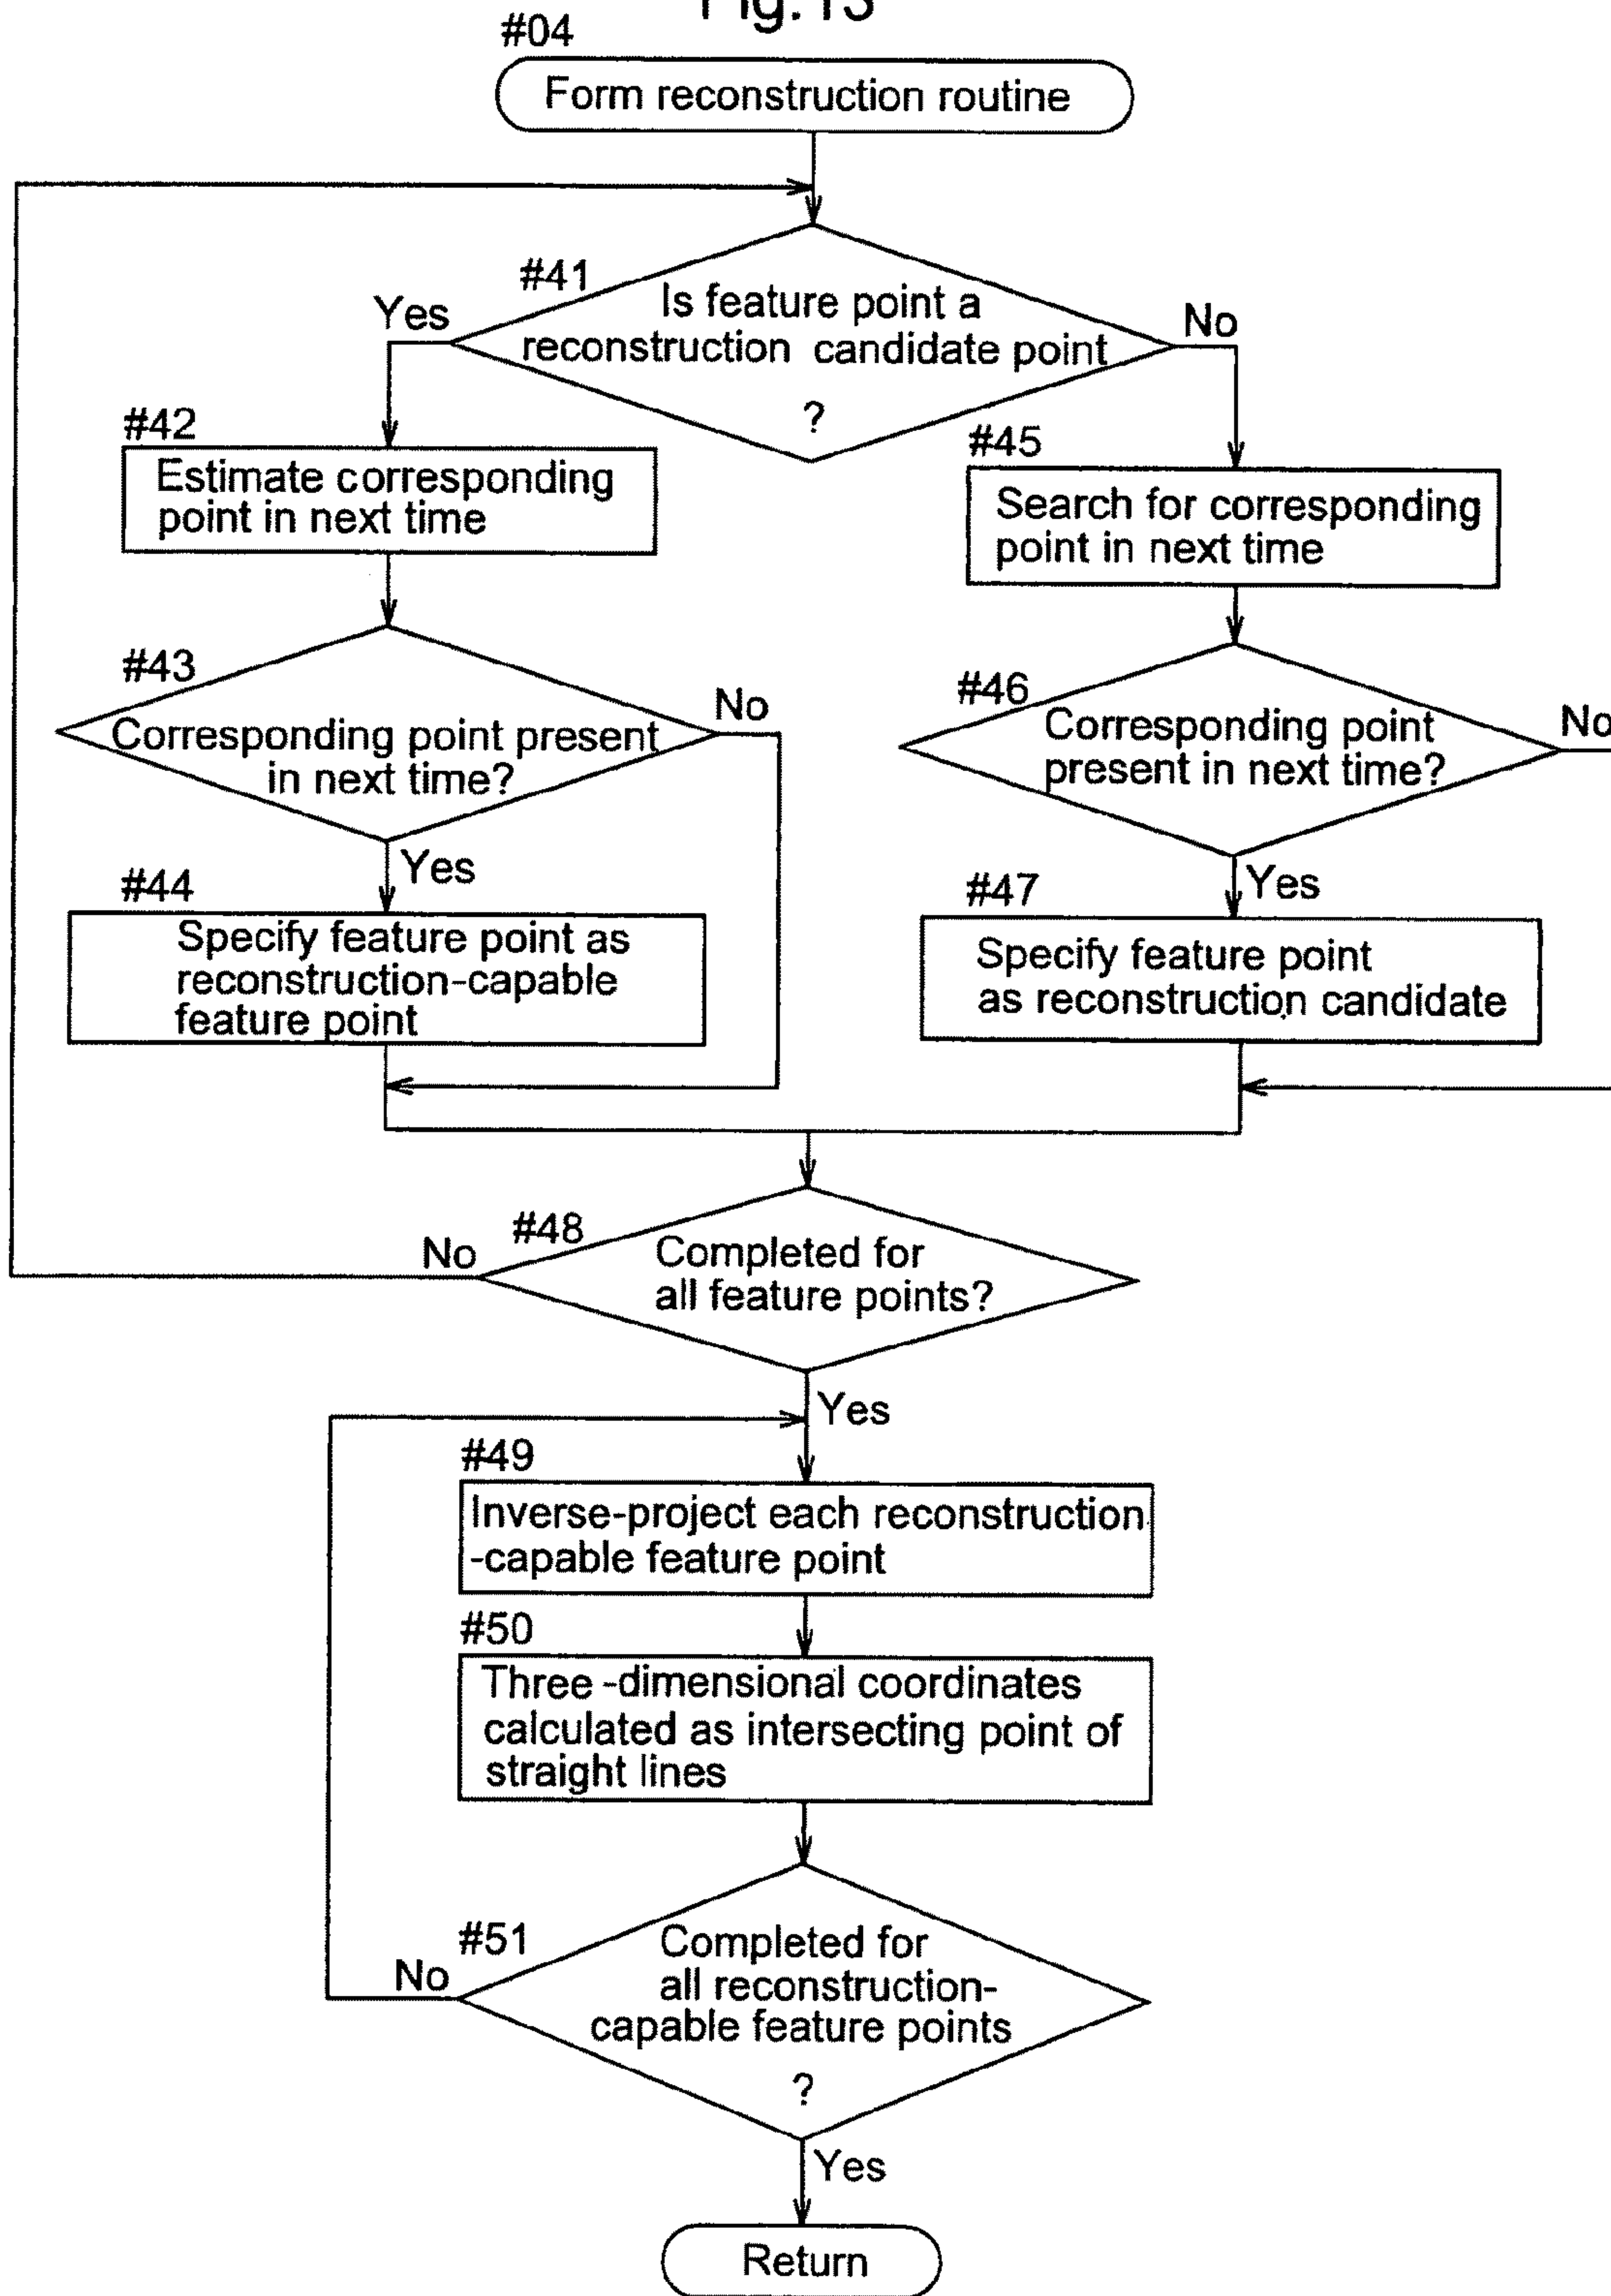 Fig.13
#04
Form reconstruction routine
#41
Is feature point a
reconstruction candidate point
?
Yes
No
#42
Estimate corresponding
point in next time
#45
Search for corresponding
point in next time
#43
Corresponding point present
in next time?
No
#46
Corresponding point
present in next time?
No
Yes
#44
Specify feature point as
reconstruction-capable
feature point
Yes
#47
Specify feature point
as reconstruction candidate
#48
Completed for
all feature points?
No
Yes
#49
Inverse-project each reconstruction
-capable feature point
#50
Three -dimensional coordinates
calculated as intersecting point of
straight lines
#51
Completed for
all reconstruction-
capable feature points
?
No
Yes
Return